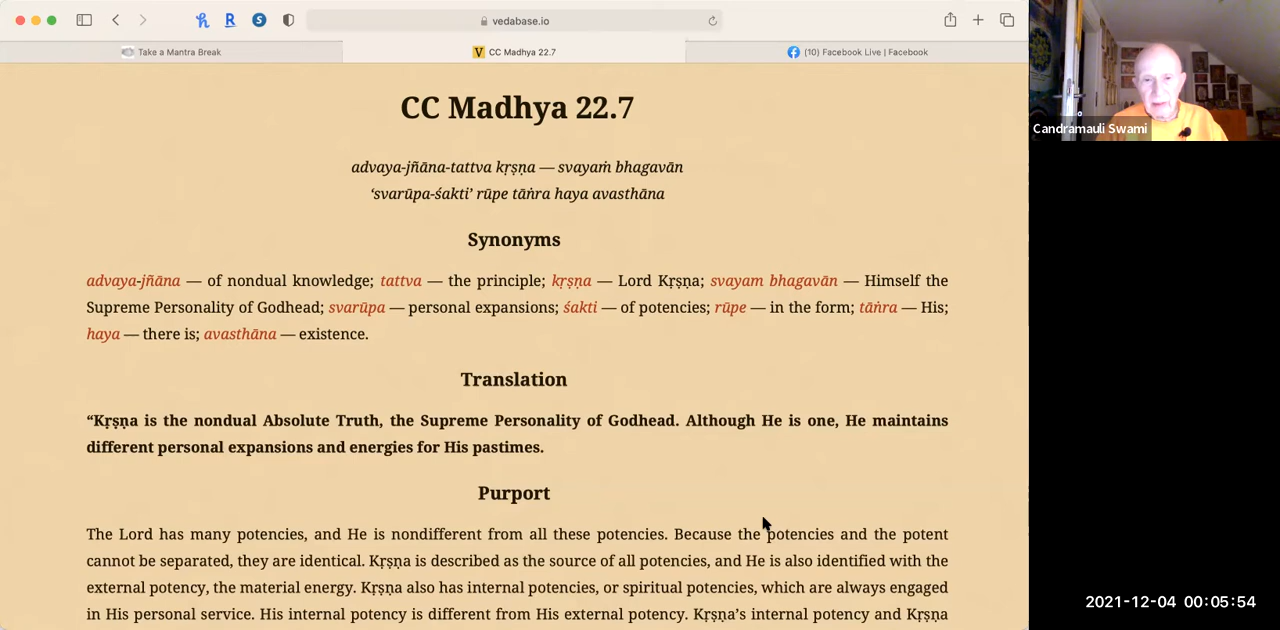 vedabase.io
Take a Mantra Break
CC Madhya 22.7
(10) Facebook Live | Facebook
Candramauli Swami
CC Madhya 22.7
advaya-jñāna-tattva kṛṣṇa — svayaṁ bhagavān
‘svarūpa-śakti’ rūpe tāṅra haya avasthāna
Synonyms
advaya-jñāna — of nondual knowledge; tattva — the principle; kṛṣṇa — Lord Kṛṣṇa; svayam bhagavān — Himself the
Supreme Personality of Godhead; svarūpa — personal expansions; śakti — of potencies; rūpe — in the form; tāṅra — His;
haya — there is; avasthāna — existence.
Translation
“Kṛṣṇa is the nondual Absolute Truth, the Supreme Personality of Godhead. Although He is one, He maintains
different personal expansions and energies for His pastimes.
Purport
The Lord has many potencies, and He is nondifferent from all these potencies. Because the potencies and the potent
cannot be separated, they are identical. Kṛṣṇa is described as the source of all potencies, and He is also identified with the
external potency, the material energy. Kṛṣṇa also has internal potencies, or spiritual potencies, which are always engaged
in His personal service. His internal potency is different from His external potency. Kṛṣṇa’s internal potency and Kṛṣṇa
2021-12-04 00:05:54